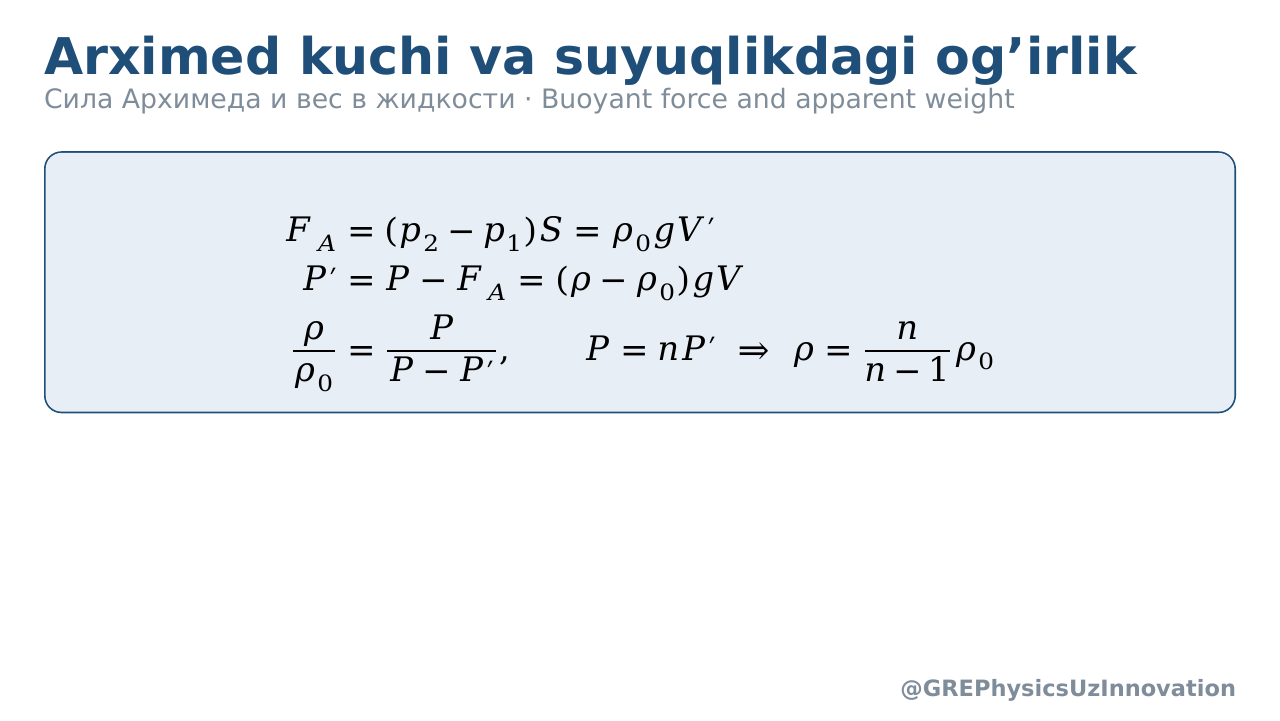 Arximed kuchi va suyuqlikdagi og’irlik
Сила Архимеда и вес в жидкости · Buoyant force and apparent weight
F_A = (p_2 − p_1)S = ρ_0gV′
P′ = P − F_A = (ρ − ρ_0)gV
ρ/ρ_0 = P/(P − P′), P = nP′ ⇒ ρ = n/(n − 1) ρ_0
@GREPhysicsUzInnovation